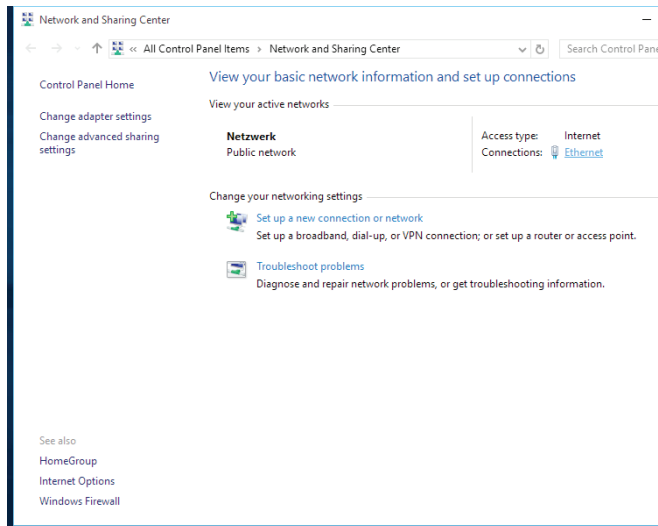 Network and Sharing Center
« All Control Panel Items > Network and Sharing Center
Search Control Pane
Control Panel Home
Change adapter settings
Change advanced sharing
settings
View your basic network information and set up connections
View your active networks
Netzwerk
Public network
Access type: Internet
Connections: Ethernet
Change your networking settings
Set up a new connection or network
Set up a broadband, dial-up, or VPN connection; or set up a router or access point.
Troubleshoot problems
Diagnose and repair network problems, or get troubleshooting information.
See also
HomeGroup
Internet Options
Windows Firewall